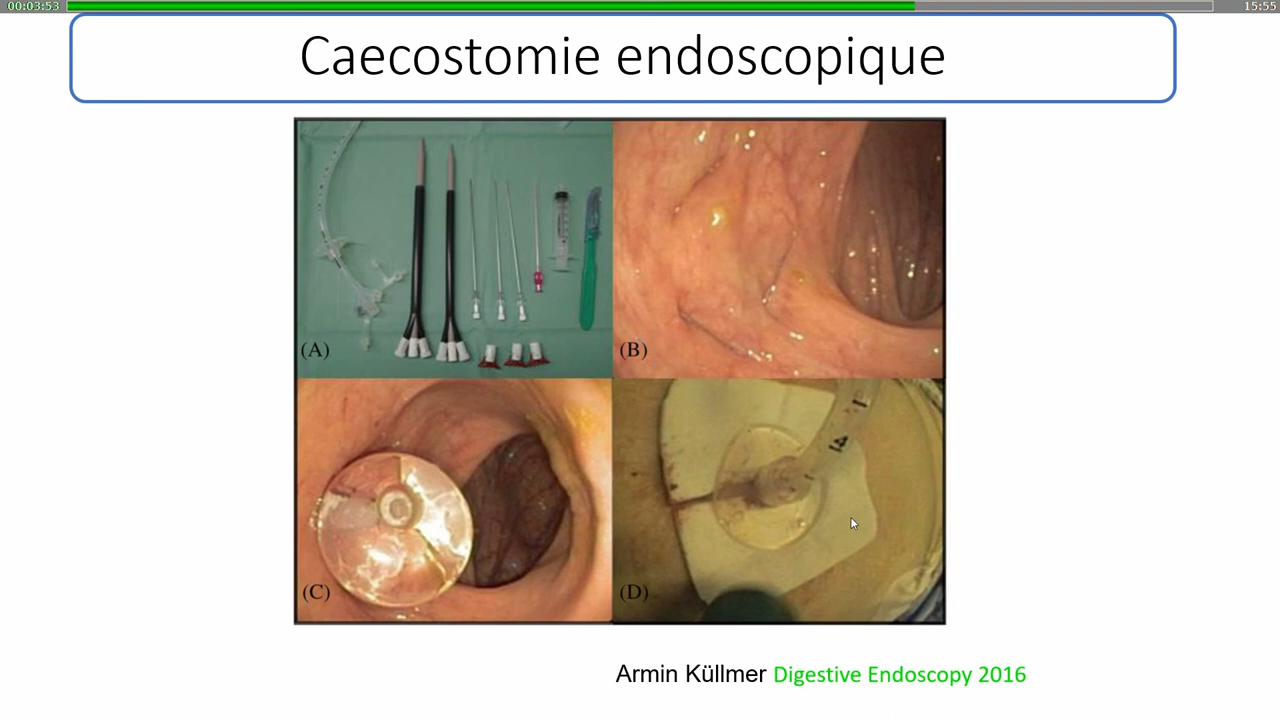 00:03:53 15:55
Caecostomie endoscopique
(A) (B)
(C) (D)
Armin Küllmer Digestive Endoscopy 2016